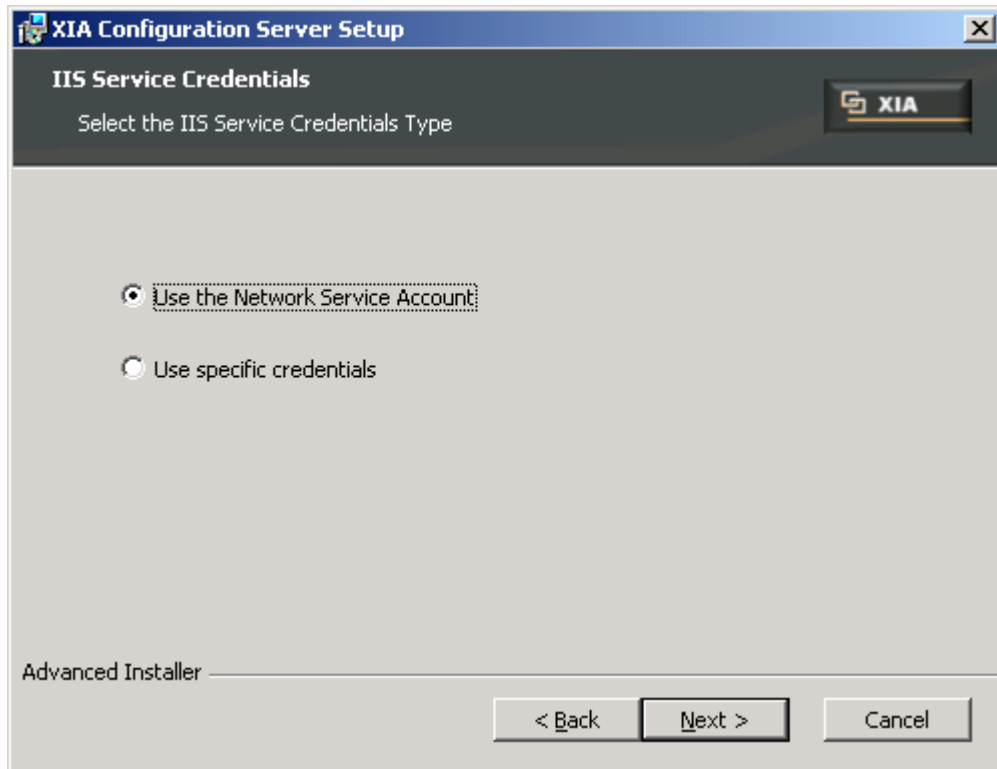 XIA Configuration Server Setup
IIS Service Credentials
Select the IIS Service Credentials Type
XIA
Use the Network Service Account
Use specific credentials
Advanced Installer
< Back
Next >
Cancel